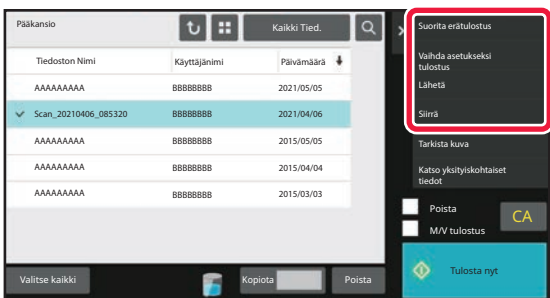 Pääkansio
Kaikki Tied.
Tiedoston Nimi Käyttäjänimi Päivämäärä
AAAAAAAAA BBBBBBBB 2021/05/05
Scan_20210406_085320 BBBBBBBB 2021/04/06
AAAAAAAAA BBBBBBBB 2015/05/05
AAAAAAAAA BBBBBBBB 2015/04/04
AAAAAAAAA BBBBBBBB 2015/03/03
Valitse kaikki
Kopiota
Poista
Suorita erätulostus
Vaihda asetukseksi
tulostus
Lähetä
Siirrä
Tarkista kuva
Katso yksityiskohtaiset
tiedot
Poista
M/V tulostus
CA
Tulosta nyt